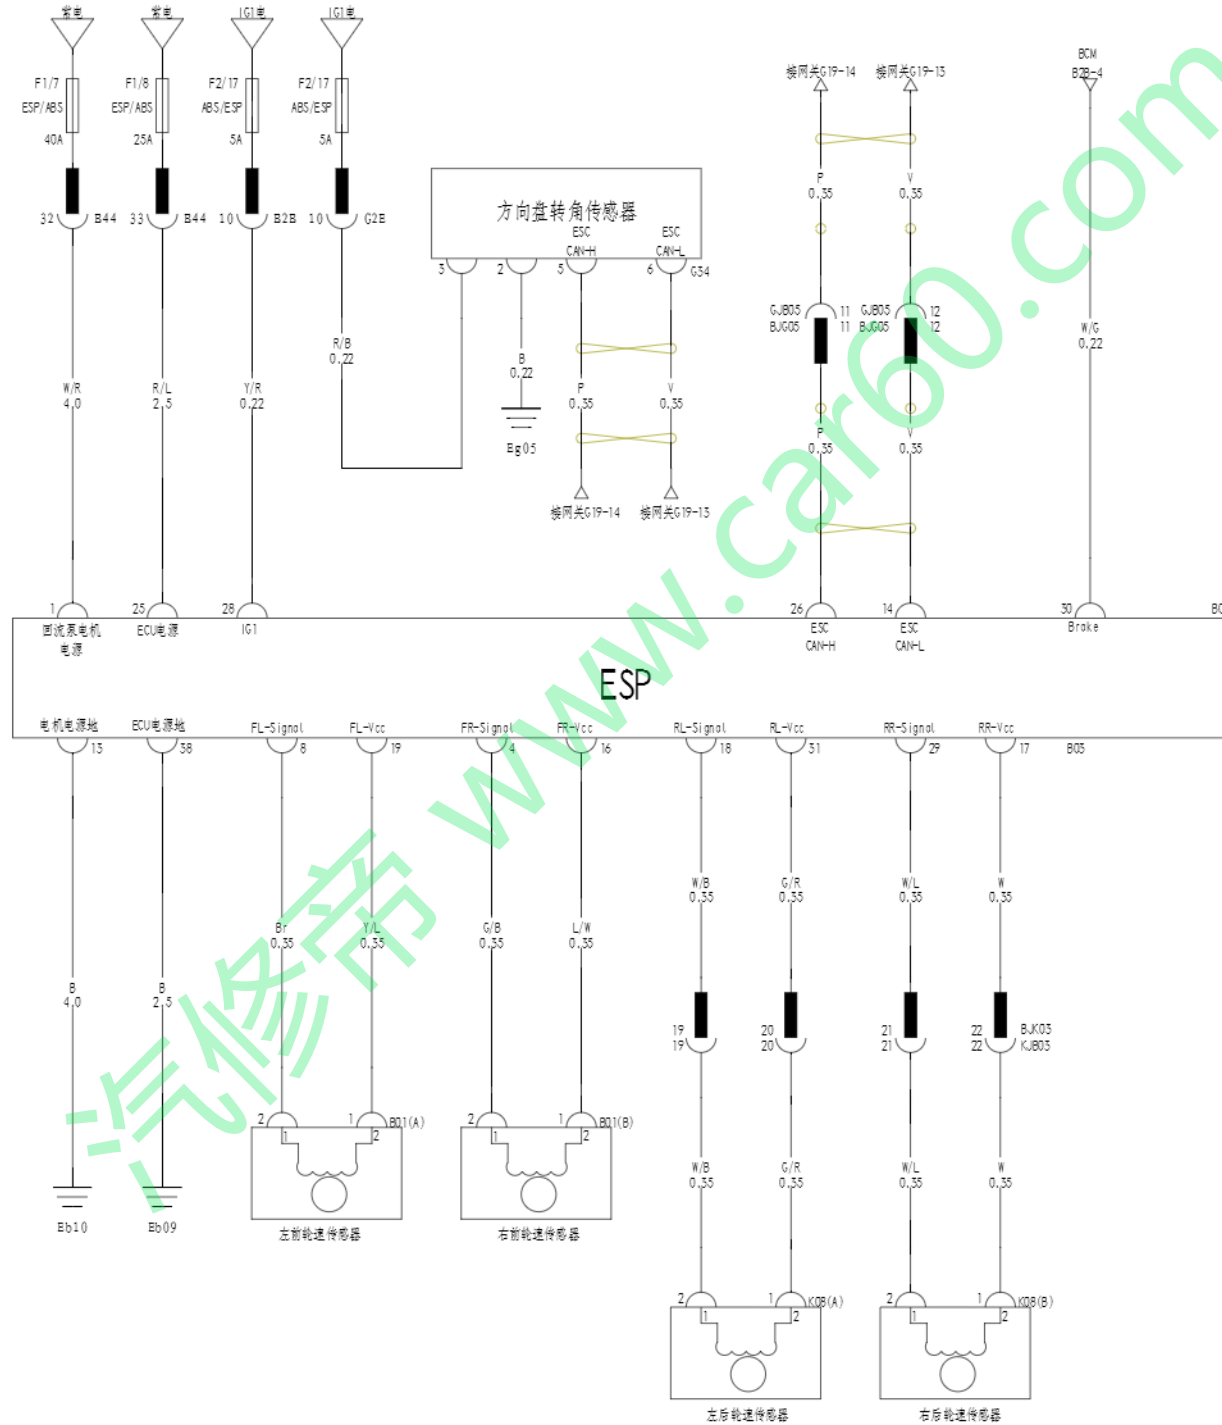 常电 常电 IG1电 IG1电
F1/7 F1/8 F2/17 F2/17
ESP/ABS ESP/ABS ABS/ESP ABS/ESP
40A 25A 5A 5A
32 B44 33 B44 10 B2B 10 G2E
接网关G19-14 接网关G19-13
BCM
B2B-4
方向盘转角传感器
ESC ESC
CAN-H CAN-L
3 2 5 6 G34
P V
0.35 0.35
GJB05 11 GJB05 12
BJG05 11 BJG05 12
R/B
0.22
B
0.22
Eg05
P V
0.35 0.35
接网关G19-14 接网关G19-13
W/G
0.22
W/R R/L Y/R
4.0 2.5 0.22
P V
0.35 0.35
1 25 28 26 14 30
回流泵电机 ECU电源 IG1 ESC ESC Brake
电源 CAN-H CAN-L
ESP
电机电源地 ECU电源地 FL-Signal FL-Vcc FR-Signal FR-Vcc RL-Signal RL-Vcc RR-Signal RR-Vcc
13 38 8 19 4 16 18 31 29 17 B03
W/B G/R W/L W
0.35 0.35 0.35 0.35
Br Y/L G/B L/W
0.35 0.35 0.35 0.35
B B
4.0 2.5
19 20 21 22 BJK03
19 20 21 22 KJB03
2 1 B01(A) 2 1 B01(B)
1 2 1 2
W/B G/R W/L W
0.35 0.35 0.35 0.35
Eb10 Eb09
左前轮速传感器 右前轮速传感器
2 1 K08(A) 2 1 K08(B)
1 2 1 2
左后轮速传感器 右后轮速传感器
汽修帝 www.car60.com